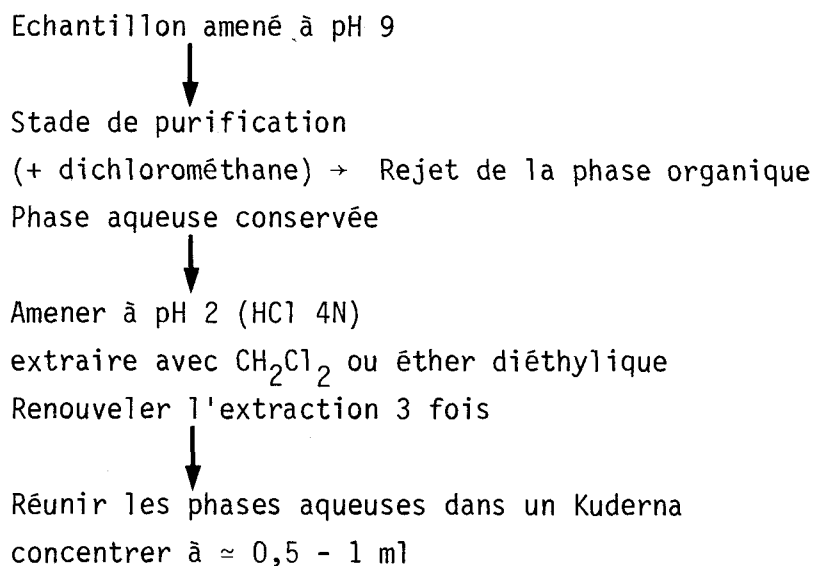 Echantillon amené à pH 9
Stade de purification
(+ dichlorométhane) → Rejet de la phase organique
Phase aqueuse conservée
Amener à pH 2 (HCl 4N)
extraire avec CH₂Cl₂ ou éther diéthylique
Renouveler l'extraction 3 fois
Réunir les phases aqueuses dans un Kuderna
concentrer à ≃ 0,5 - 1 ml